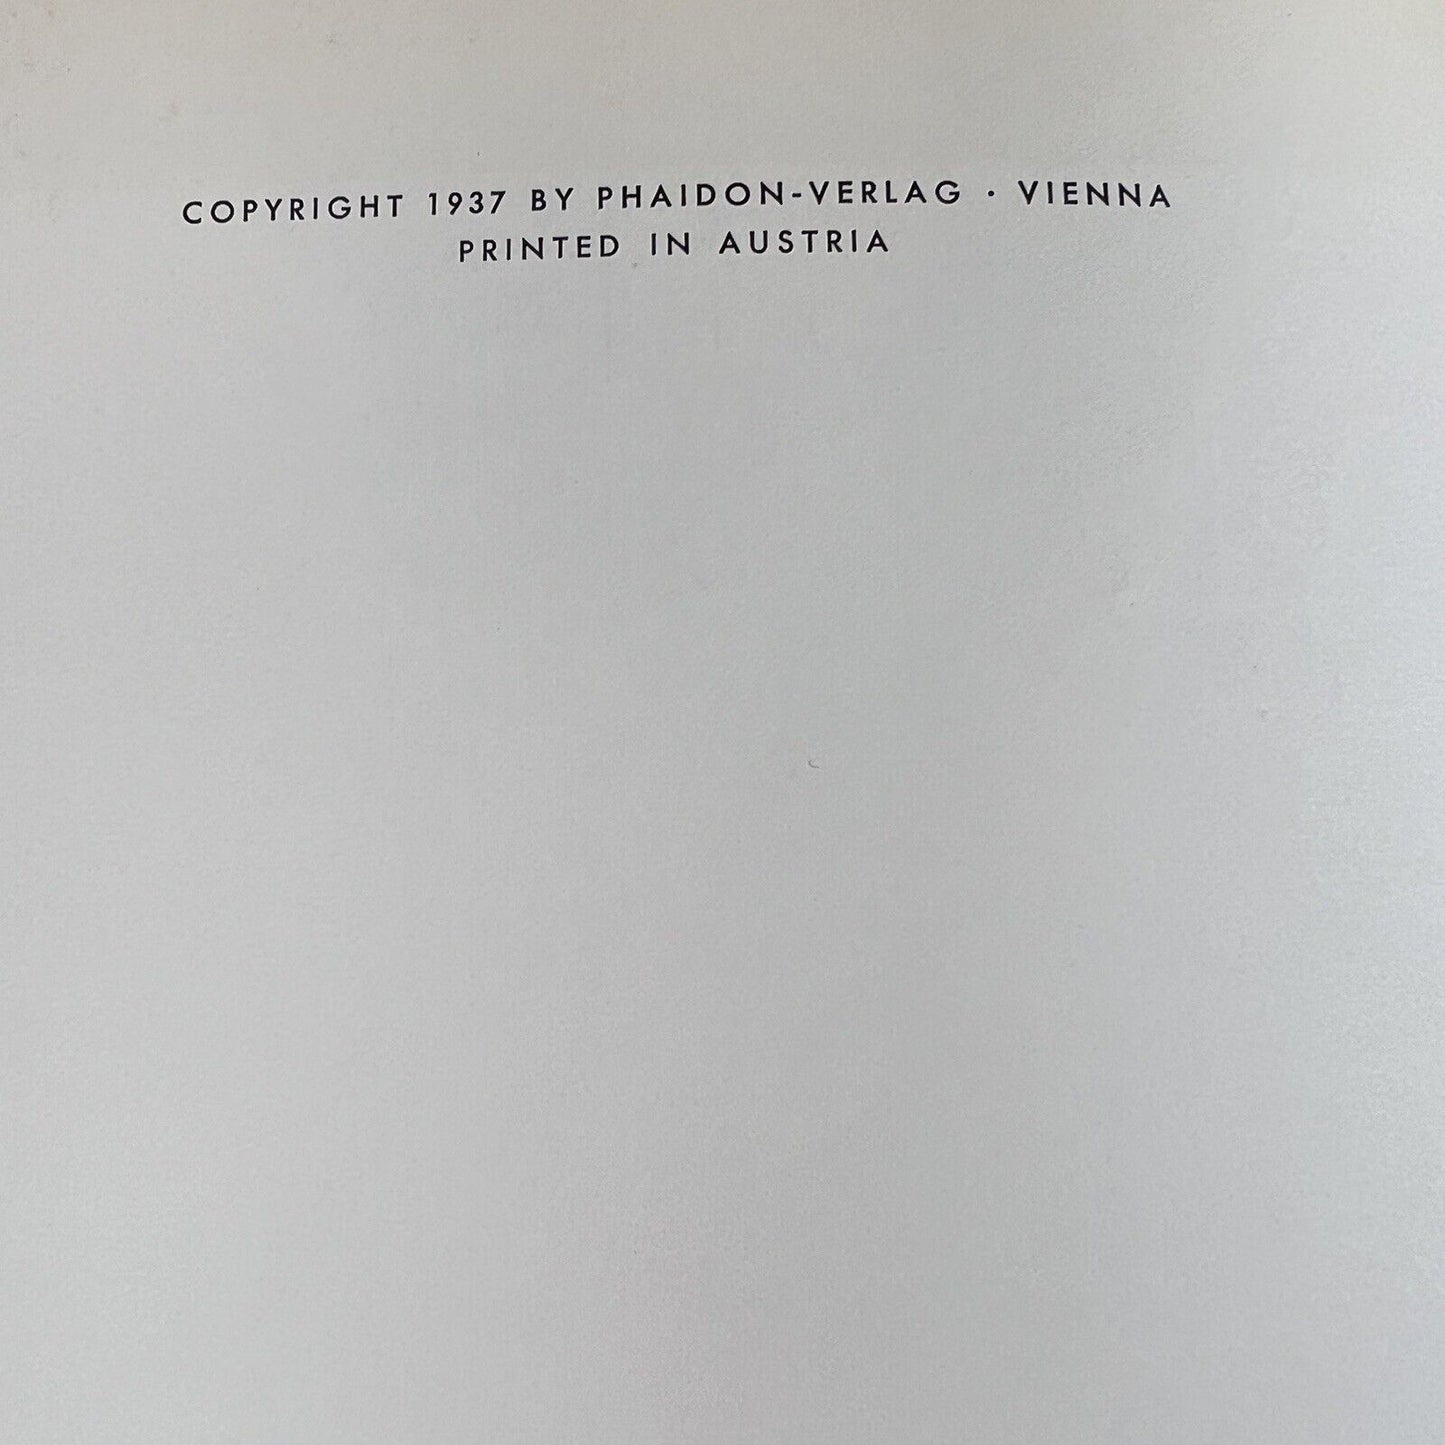 COPYRIGHT 1937 BY PHAIDON-VERLAG · VIENNA
PRINTED IN AUSTRIA